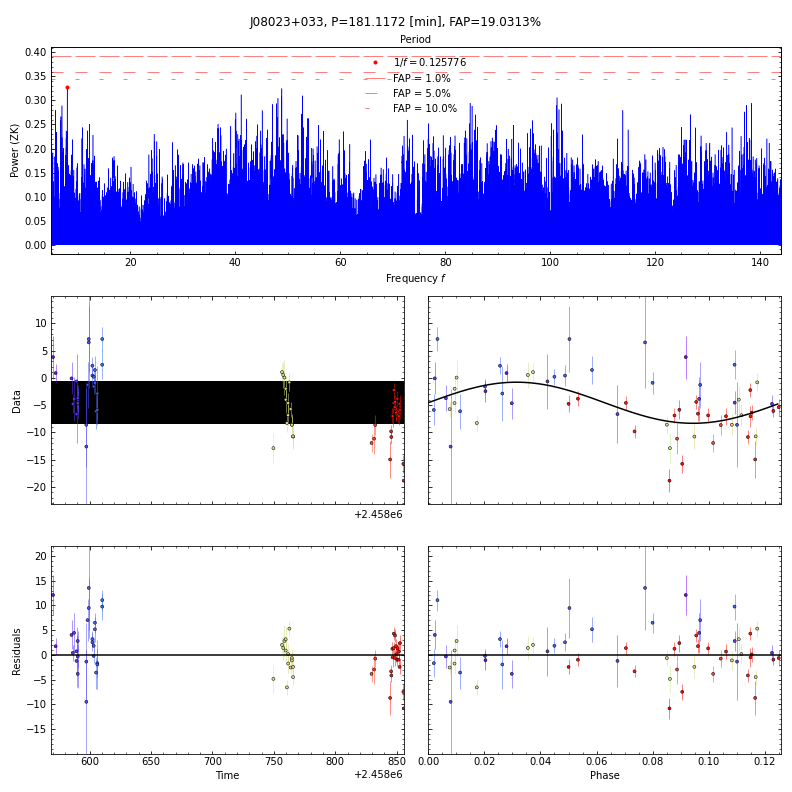 J08023+033, P=181.1172 [min], FAP=19.0313%
Period
Power (ZK)
0.40
0.35
0.30
0.25
0.20
0.15
0.10
0.05
0.00
1/f = 0.125776
FAP = 1.0%
FAP = 5.0%
FAP = 10.0%
20 40 60 80 100 120 140
Frequency f
Data
10
5
0
−5
−10
−15
−20
+2.458e6
Residuals
20
15
10
5
0
−5
−10
−15
600 650 700 750 800 850
Time
+2.458e6
0.00 0.02 0.04 0.06 0.08 0.10 0.12
Phase